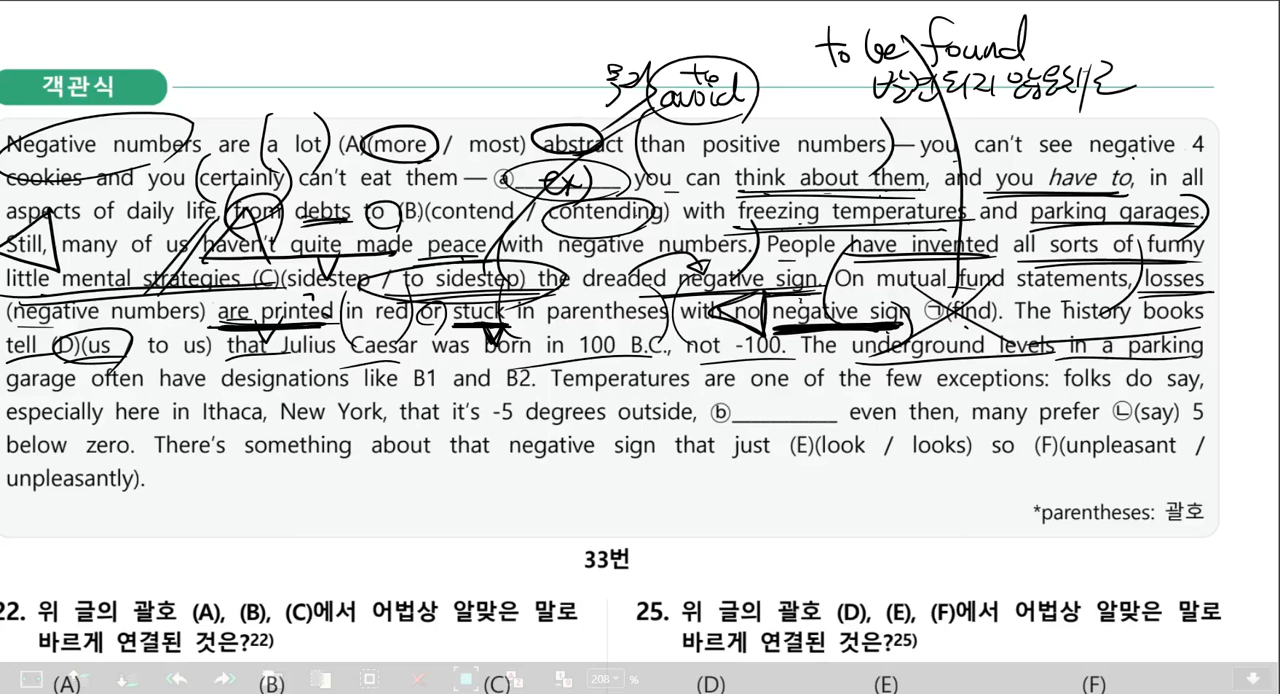 to be found
to
avoid
발견되지 않은채로
객관식
Negative numbers are a lot (A)(more / most) abstract than positive numbers — you can't see negative 4
cookies and you certainly can't eat them — ⓐ ex) you can think about them, and you have to, in all
aspects of daily life, from debts to (B)(contend / contending) with freezing temperatures and parking garages.
Still, many of us haven't quite made peace with negative numbers. People have invented all sorts of funny
little mental strategies (C)(sidestep / to sidestep) the dreaded negative sign. On mutual fund statements, losses
(negative numbers) are printed in red or stuck in parentheses with no negative sign ㉠(find). The history books
tell (D)(us / to us) that Julius Caesar was born in 100 B.C., not -100. The underground levels in a parking
garage often have designations like B1 and B2. Temperatures are one of the few exceptions: folks do say,
especially here in Ithaca, New York, that it's -5 degrees outside, ⓑ__________ even then, many prefer ㉡(say) 5
below zero. There's something about that negative sign that just (E)(look / looks) so (F)(unpleasant /
unpleasantly).
*parentheses: 괄호
33번
22. 위 글의 괄호 (A), (B), (C)에서 어법상 알맞은 말로
바르게 연결된 것은?22)
25. 위 글의 괄호 (D), (E), (F)에서 어법상 알맞은 말로
바르게 연결된 것은?25)
208 %
(A) (B) (C) (D) (E) (F)